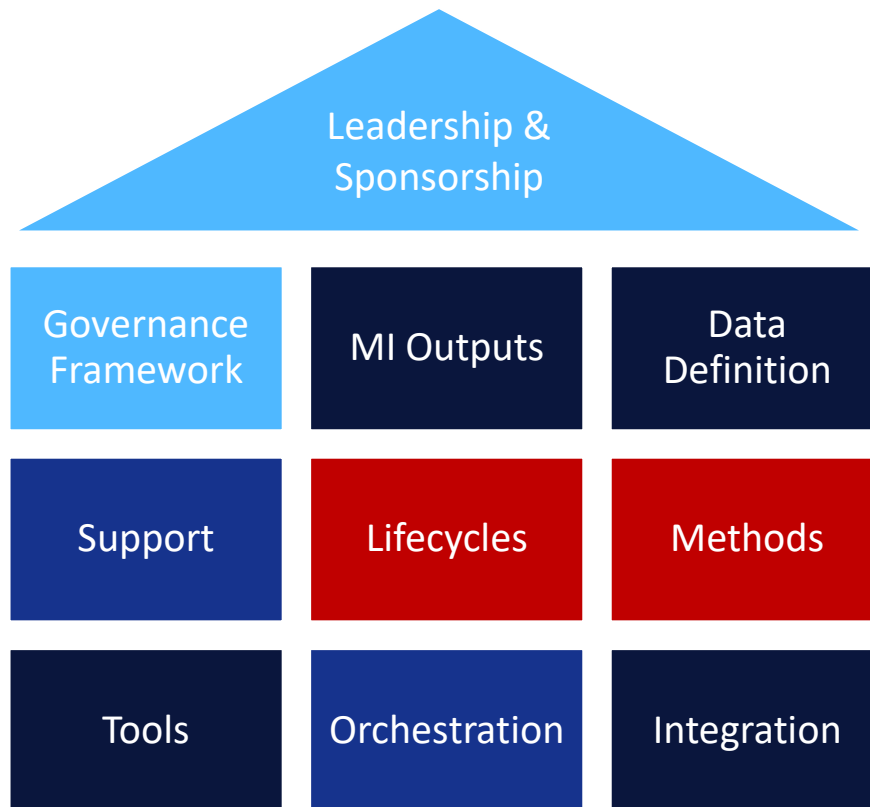 Leadership &
Sponsorship
Governance
Framework
MI Outputs
Data
Definition
Support
Lifecycles
Methods
Tools
Orchestration
Integration